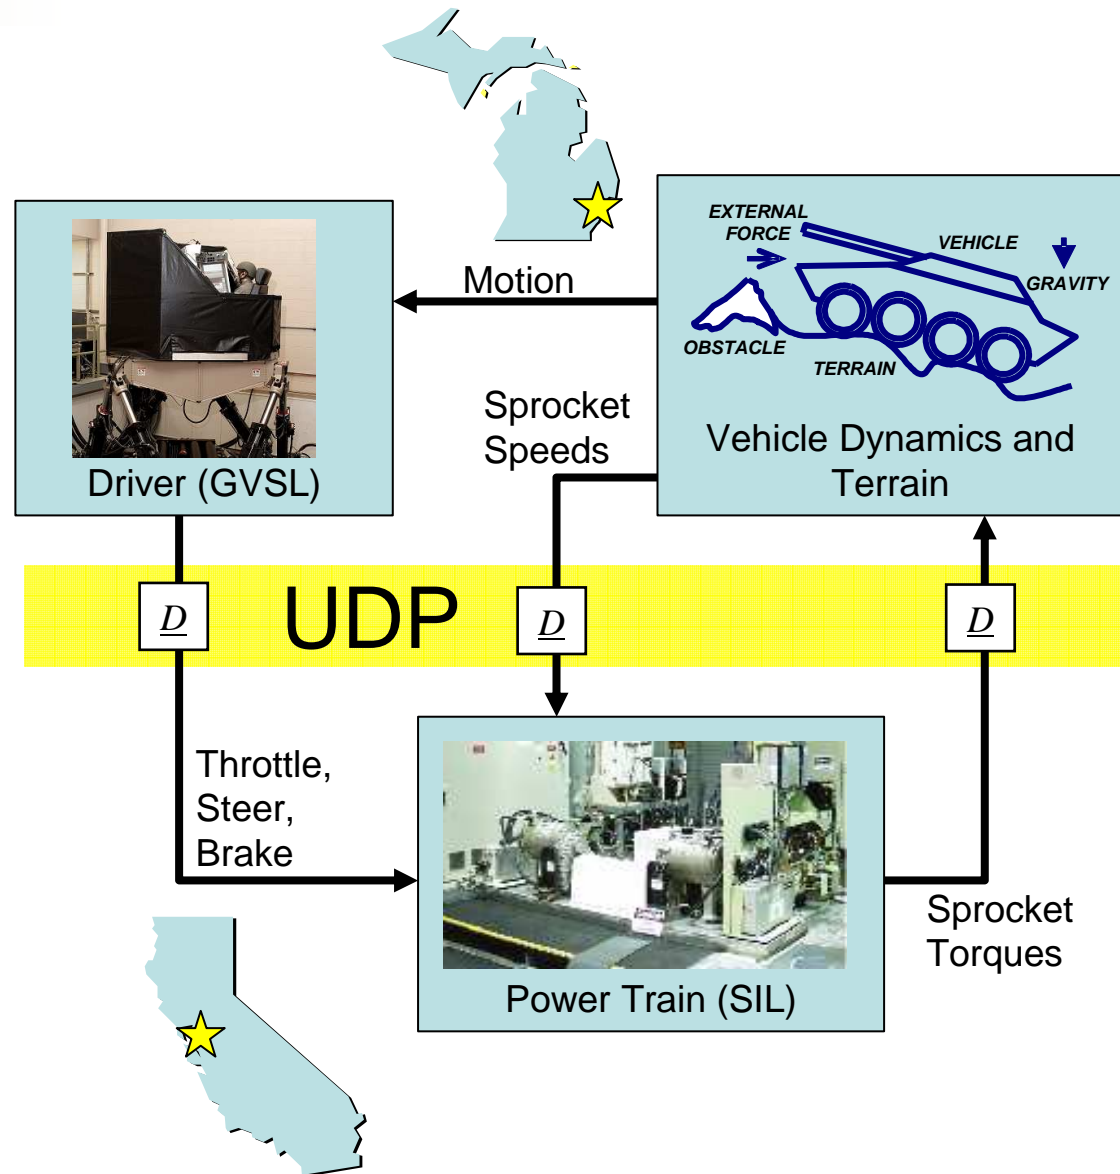 EXTERNAL
FORCE
VEHICLE
GRAVITY
OBSTACLE
TERRAIN
Motion
Sprocket
Speeds
Vehicle Dynamics and
Terrain
Driver (GVSL)
D
UDP
D
D
Throttle,
Steer,
Brake
Sprocket
Torques
Power Train (SIL)